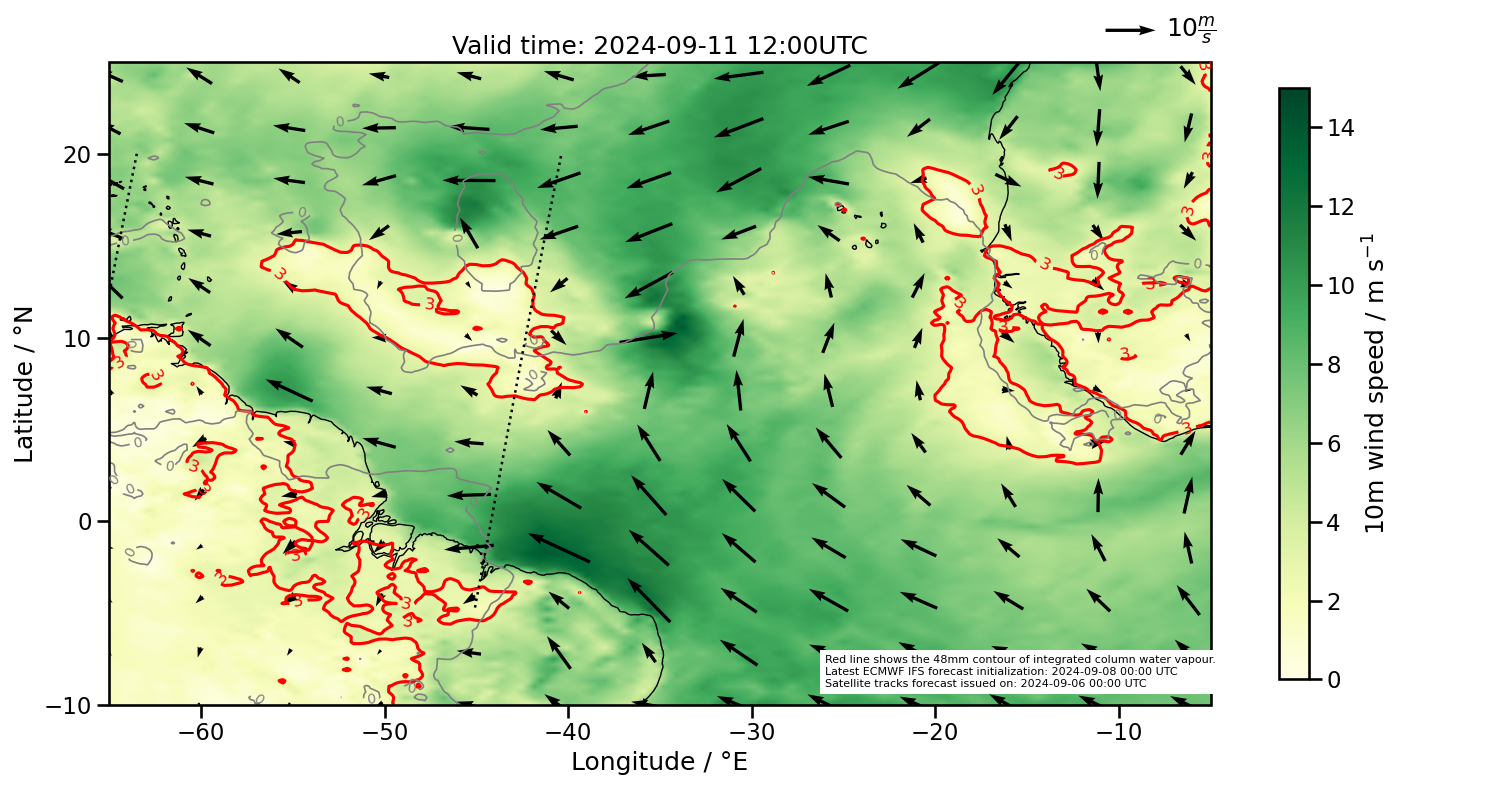 10 m/s
Valid time: 2024-09-11 12:00UTC
Latitude / °N
20
10
0
−10
−60
−50
−40
−30
−20
−10
Longitude / °E
14
12
10
8
6
4
2
0
10m wind speed / m s⁻¹
Red line shows the 48mm contour of integrated column water vapour.
Latest ECMWF IFS forecast initialization: 2024-09-08 00:00 UTC
Satellite tracks forecast issued on: 2024-09-06 00:00 UTC